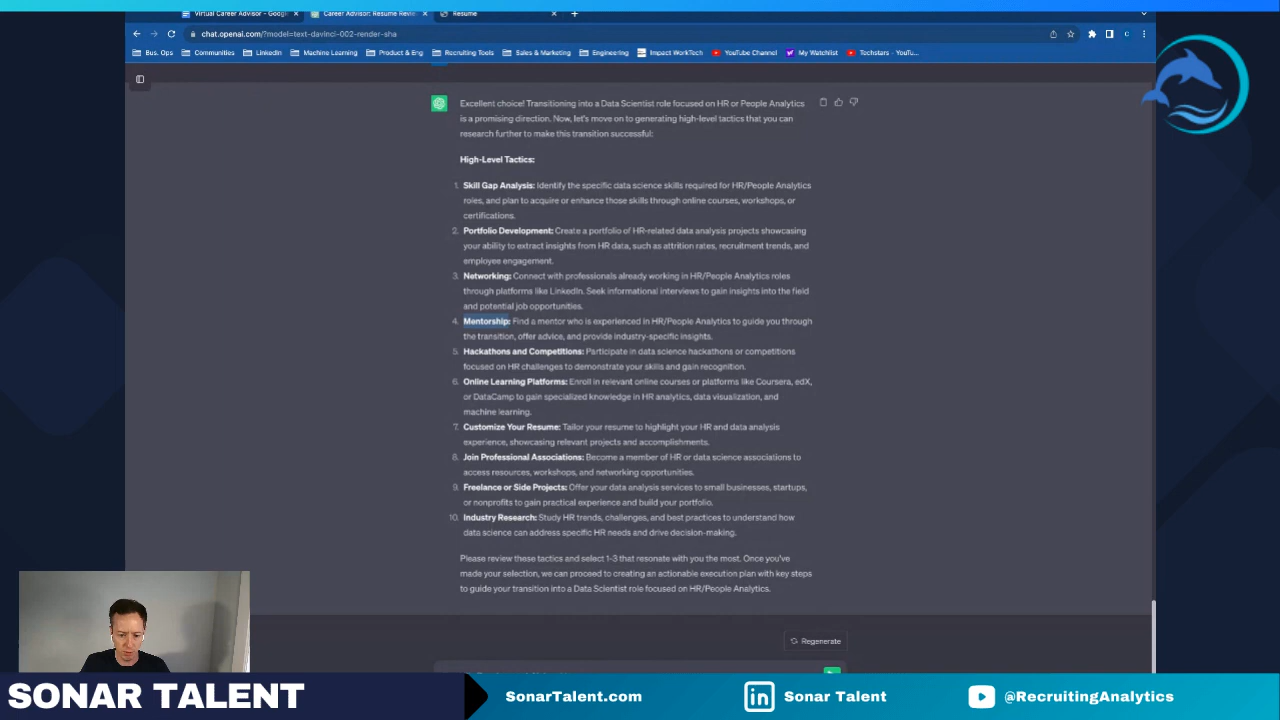 Virtual Career Advisor - Googl
Career Advisor: Resume Revie
Resume
chat.openai.com/?model=text-davinci-002-render-sha
Bus. Ops
Communities
LinkedIn
Machine Learning
Product & Eng
Recruiting Tools
Sales & Marketing
Engineering
Impact WorkTech
YouTube Channel
My Watchlist
Techstars - YouTu...
Excellent choice! Transitioning into a Data Scientist role focused on HR or People Analytics
is a promising direction. Now, let's move on to generating high-level tactics that you can
research further to make this transition successful:
High-Level Tactics:
1. Skill Gap Analysis: Identify the specific data science skills required for HR/People Analytics
roles, and plan to acquire or enhance those skills through online courses, workshops, or
certifications.
2. Portfolio Development: Create a portfolio of HR-related data analysis projects showcasing
your ability to extract insights from HR data, such as attrition rates, recruitment trends, and
employee engagement.
3. Networking: Connect with professionals already working in HR/People Analytics roles
through platforms like LinkedIn. Seek informational interviews to gain insights into the field
and potential job opportunities.
4. Mentorship: Find a mentor who is experienced in HR/People Analytics to guide you through
the transition, offer advice, and provide industry-specific insights.
5. Hackathons and Competitions: Participate in data science hackathons or competitions
focused on HR challenges to demonstrate your skills and gain recognition.
6. Online Learning Platforms: Enroll in relevant online courses or platforms like Coursera, edX,
or DataCamp to gain specialized knowledge in HR analytics, data visualization, and
machine learning.
7. Customize Your Resume: Tailor your resume to highlight your HR and data analysis
experience, showcasing relevant projects and accomplishments.
8. Join Professional Associations: Become a member of HR or data science associations to
access resources, workshops, and networking opportunities.
9. Freelance or Side Projects: Offer your data analysis services to small businesses, startups,
or nonprofits to gain practical experience and build your portfolio.
10. Industry Research: Study HR trends, challenges, and best practices to understand how
data science can address specific HR needs and drive decision-making.
Please review these tactics and select 1-3 that resonate with you the most. Once you've
made your selection, we can proceed to creating an actionable execution plan with key steps
to guide your transition into a Data Scientist role focused on HR/People Analytics.
Regenerate
SONAR TALENT
SonarTalent.com
in
Sonar Talent
@RecruitingAnalytics